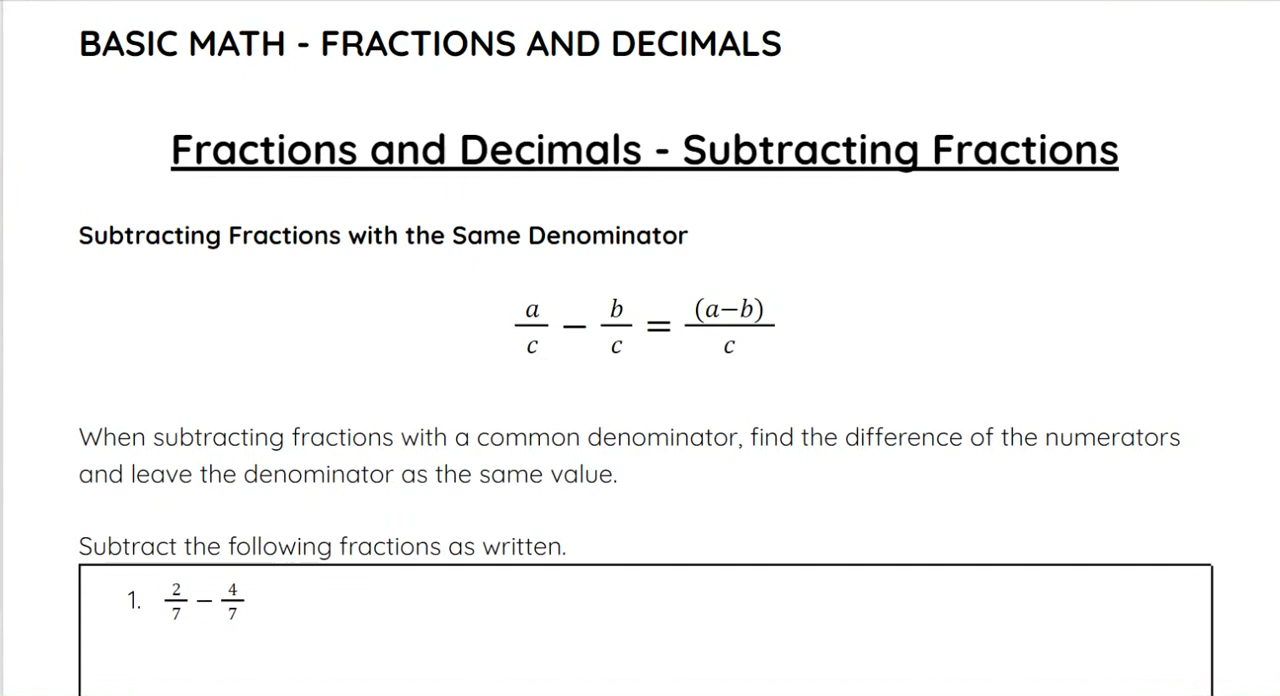 BASIC MATH - FRACTIONS AND DECIMALS
Fractions and Decimals - Subtracting Fractions
Subtracting Fractions with the Same Denominator
a/c − b/c = (a−b)/c
When subtracting fractions with a common denominator, find the difference of the numerators
and leave the denominator as the same value.
Subtract the following fractions as written.
1. 2/7 − 4/7